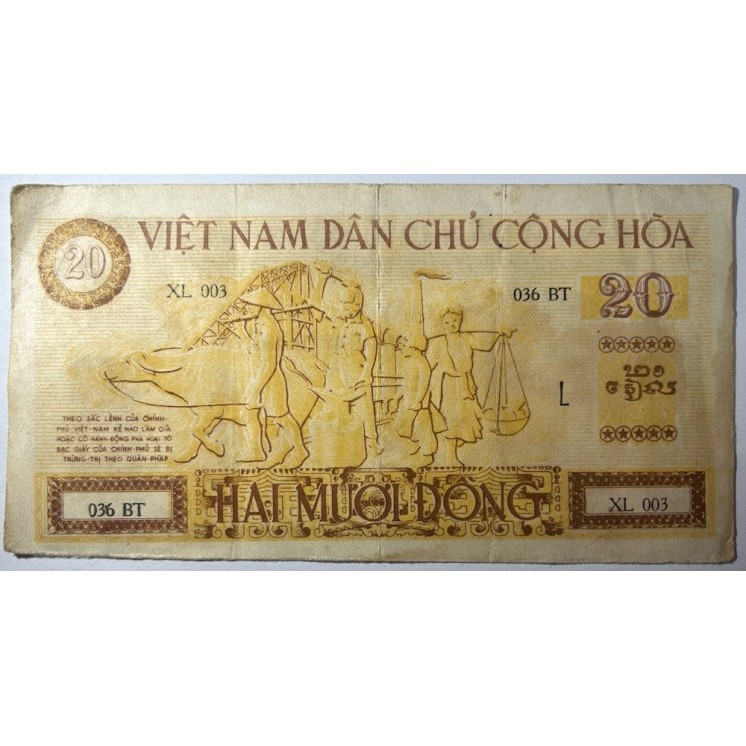 VIỆT NAM DÂN CHỦ CỘNG HÒA
20
XL 003
036 BT
20
L
THEO SẮC LỆNH CỦA CHÍNH-
PHỦ VIỆT-NAM KẺ NÀO LÀM GIẢ
HOẶC CÓ HÀNH-ĐỘNG PHÁ HOẠI TỜ
BẠC GIẤY CỦA CHÍNH PHỦ SẼ BỊ
TRỪNG-TRỊ THEO QUÂN-PHÁP
036 BT
HAI MƯƠI ĐỒNG
XL 003